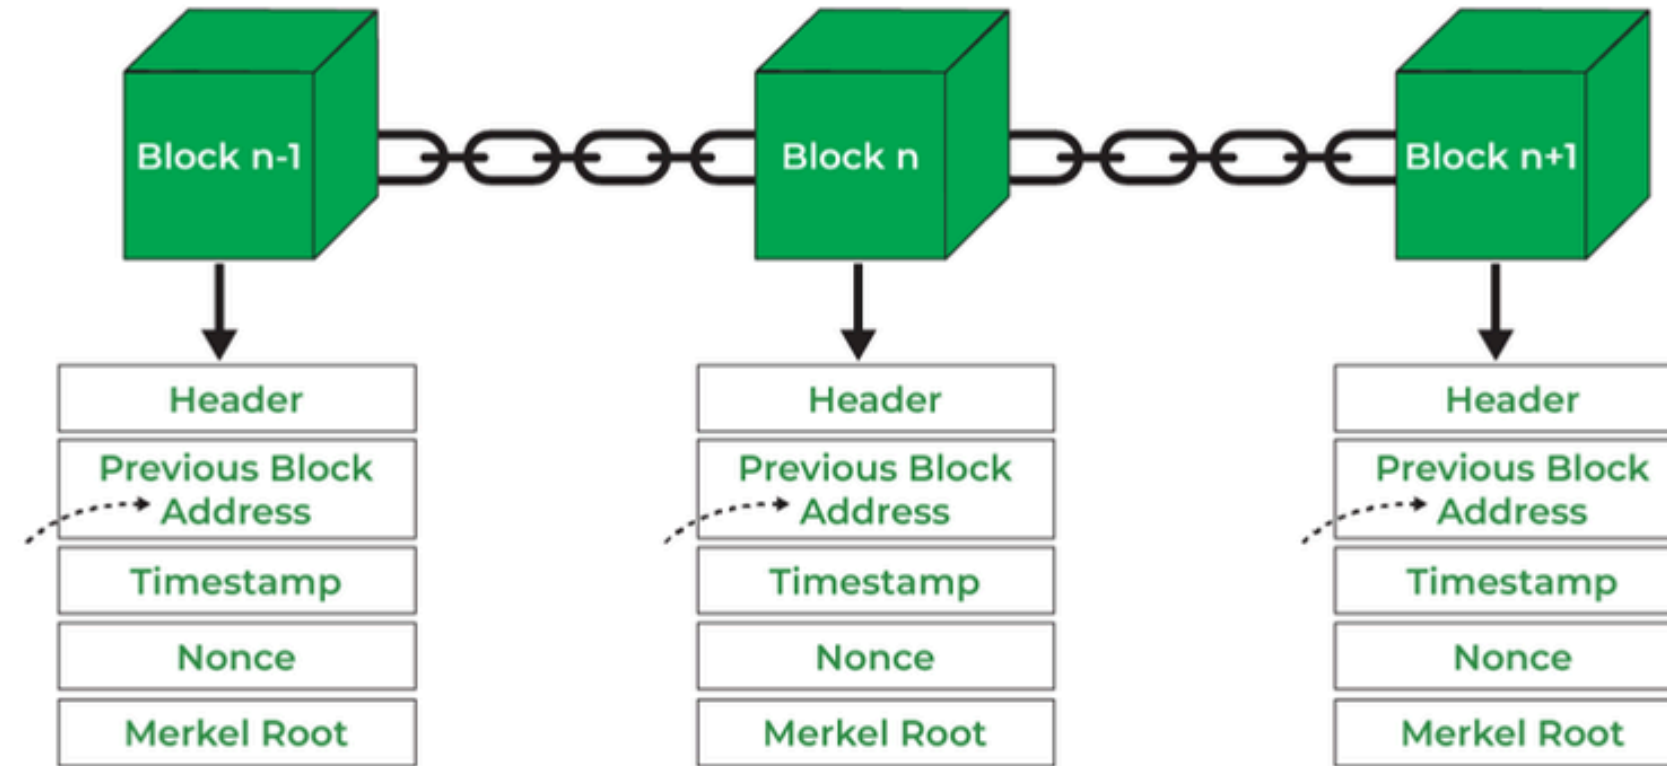 Block n-1
Block n
Block n+1
Header
Previous Block
Address
Timestamp
Nonce
Merkel Root
Header
Previous Block
Address
Timestamp
Nonce
Merkel Root
Header
Previous Block
Address
Timestamp
Nonce
Merkel Root